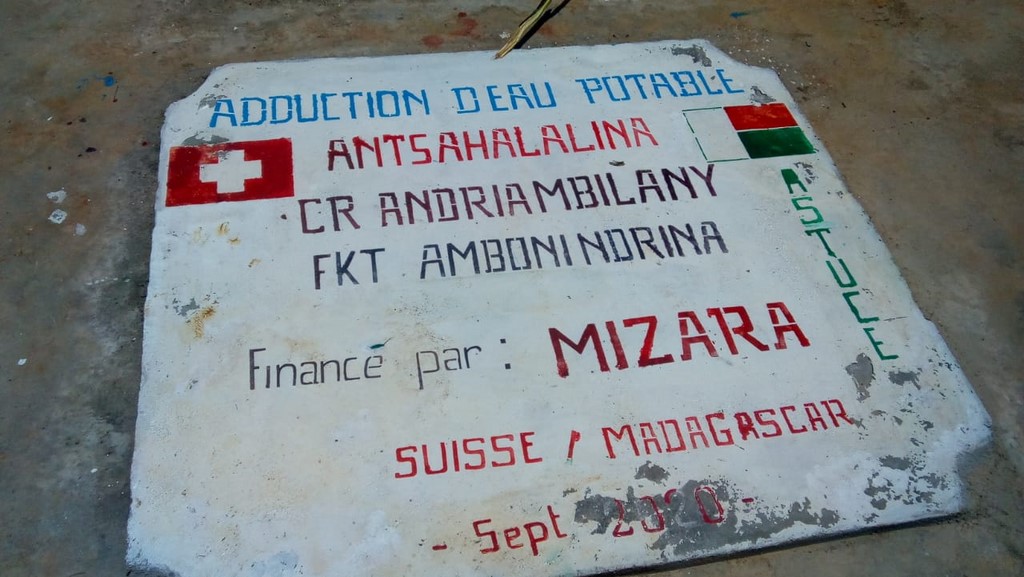 ADDUCTION D'EAU POTABLE
ANTSAHALALINA
CR ANDRIAMBILANY
FKT AMBONINDRINA
ASTUCE
Financé par : MIZARA
SUISSE / MADAGASCAR
- Sept 2020 -